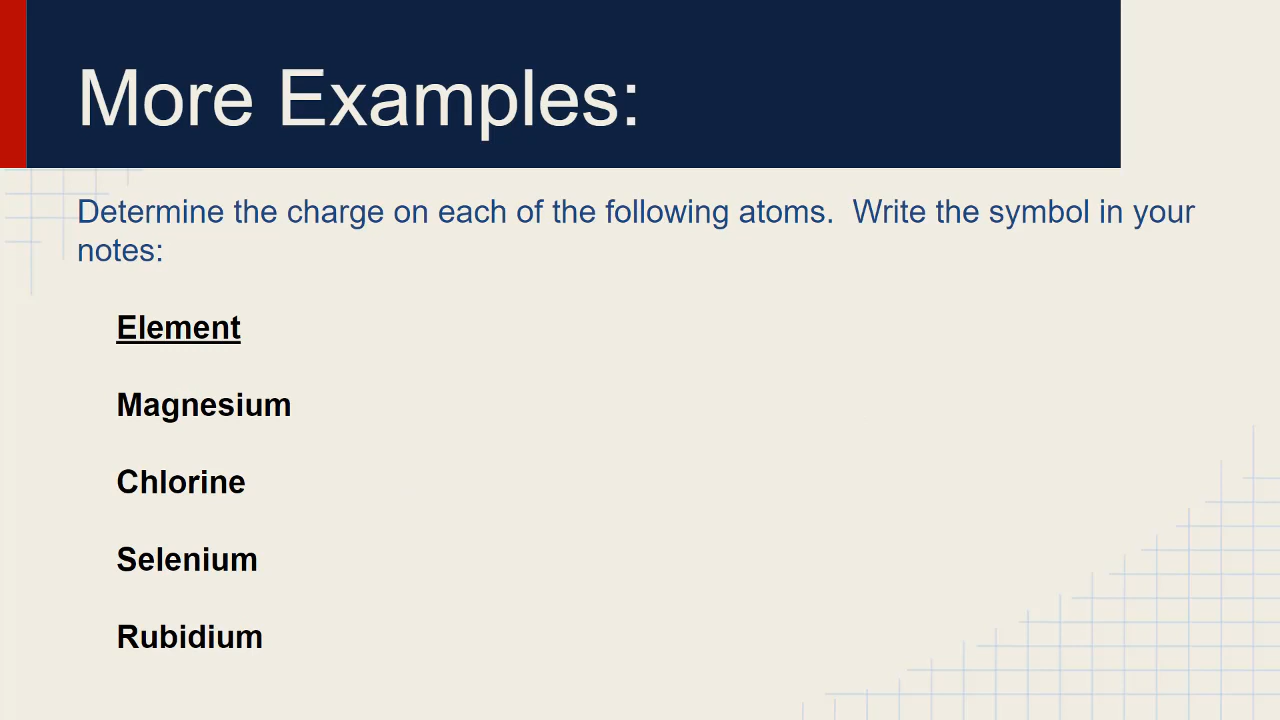 More Examples:
Determine the charge on each of the following atoms.  Write the symbol in your
notes:
Element
Magnesium
Chlorine
Selenium
Rubidium